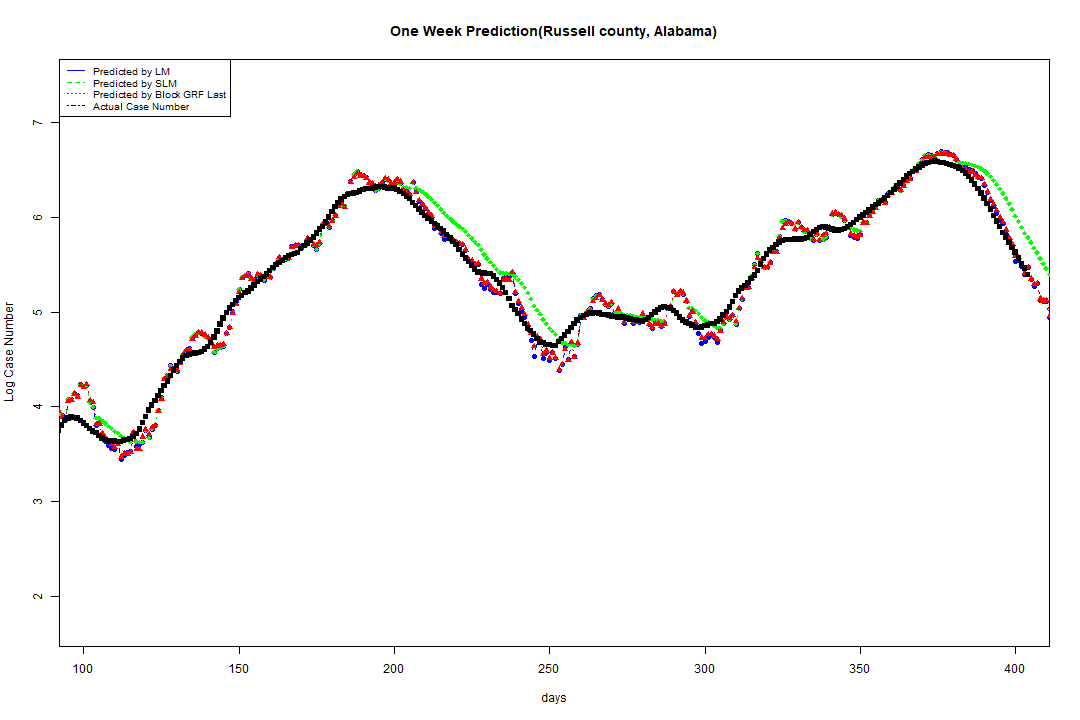 One Week Prediction(Russell county, Alabama)
Predicted by LM
Predicted by SLM
Predicted by Block GRF Last
Actual Case Number
7
6
5
4
3
2
Log Case Number
100 150 200 250 300 350 400
days